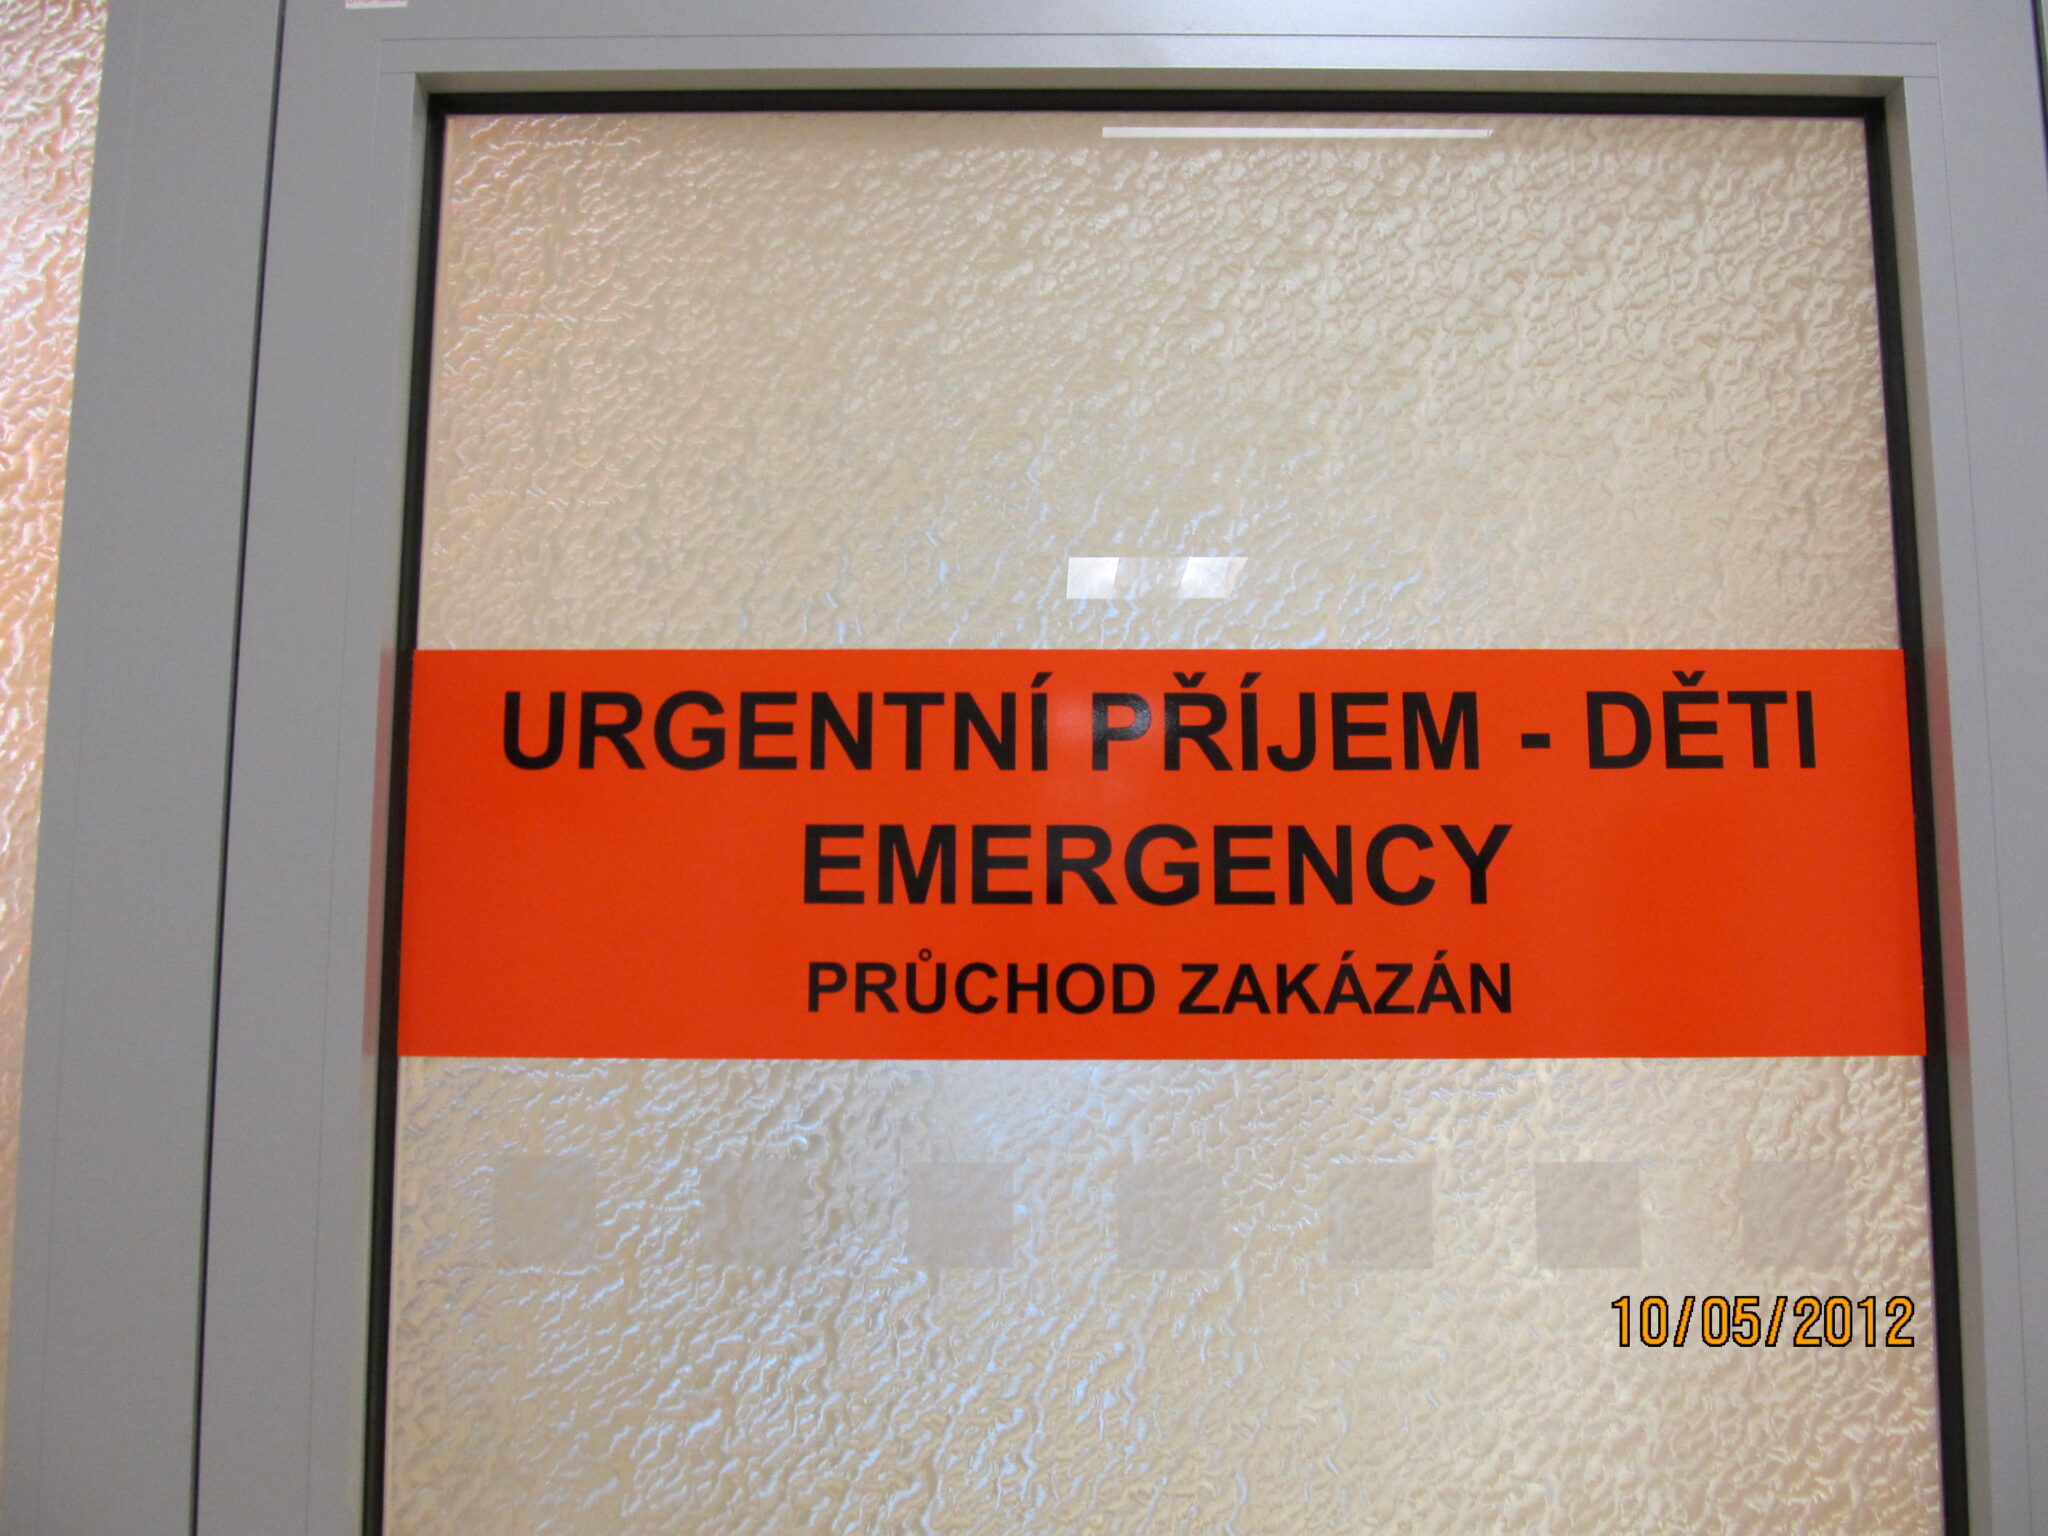 URGENTNÍ PŘÍJEM - DĚTI
EMERGENCY
PRŮCHOD ZAKÁZÁN
10/05/2012